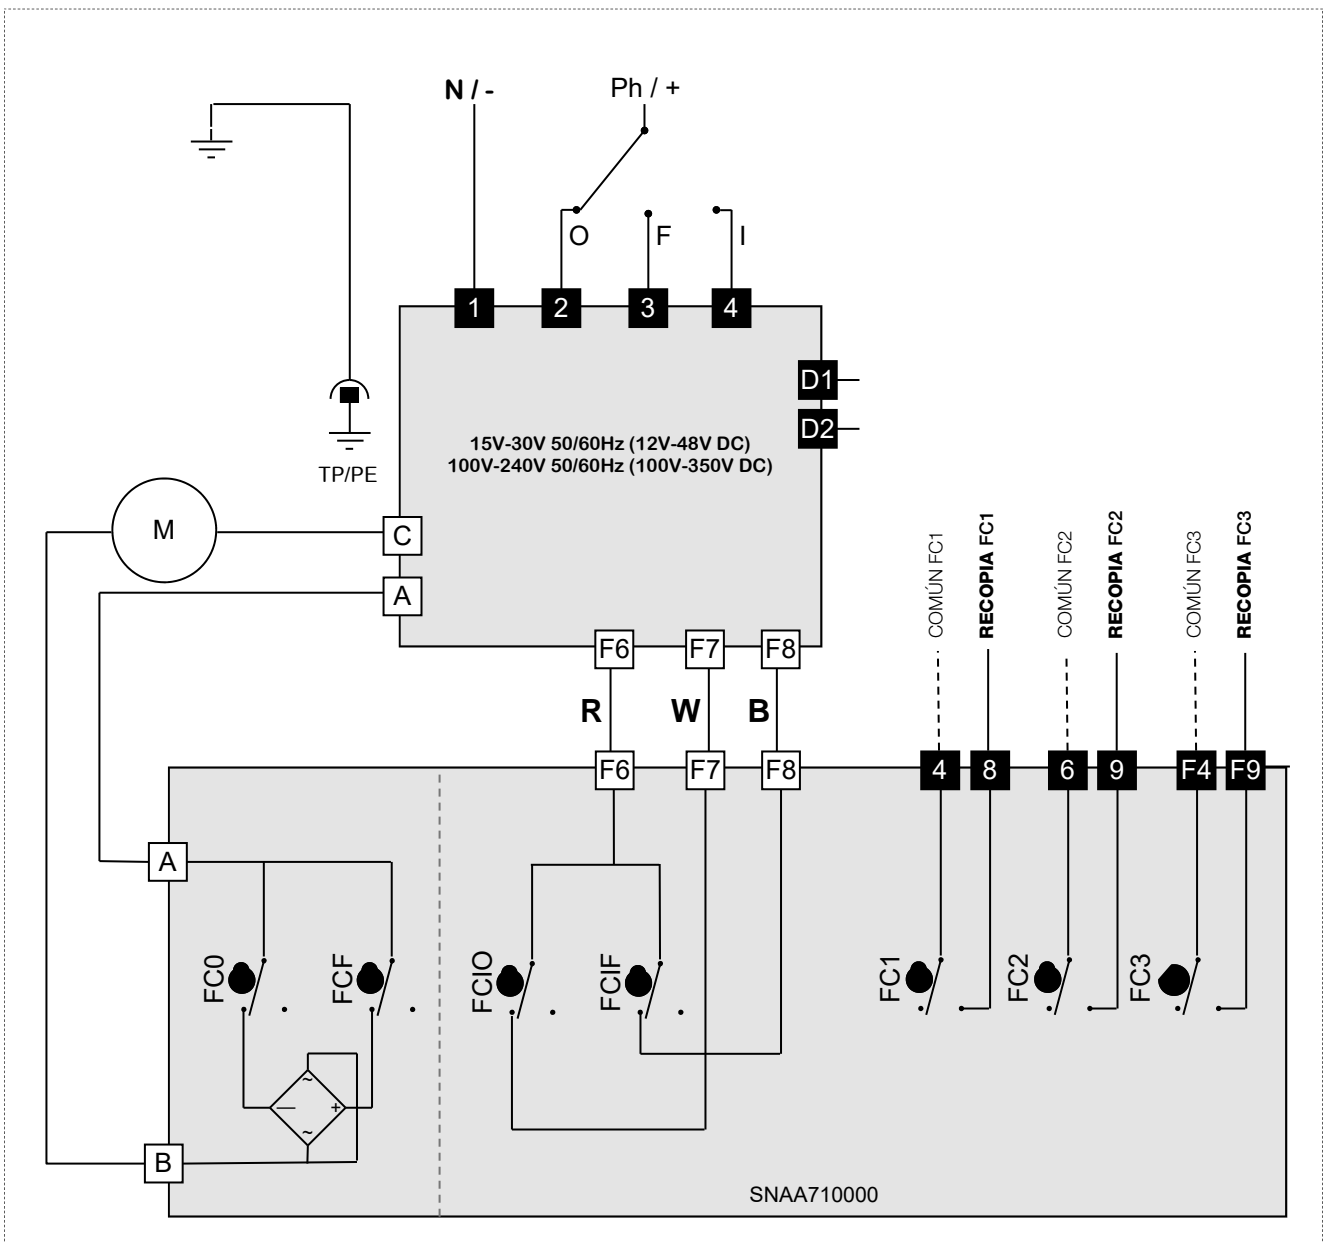 N / -
Ph / +
O
F
I
1
2
3
4
D1
D2
15V-30V 50/60Hz (12V-48V DC)
100V-240V 50/60Hz (100V-350V DC)
TP/PE
M
C
A
COMÚN FC1
RECOPIA FC1
COMÚN FC2
RECOPIA FC2
COMÚN FC3
RECOPIA FC3
F6
F7
F8
R
W
B
F6
F7
F8
4
8
6
9
F4
F9
A
FC0
FCF
FCIO
FCIF
FC1
FC2
FC3
~
—
+
~
B
SNAA710000